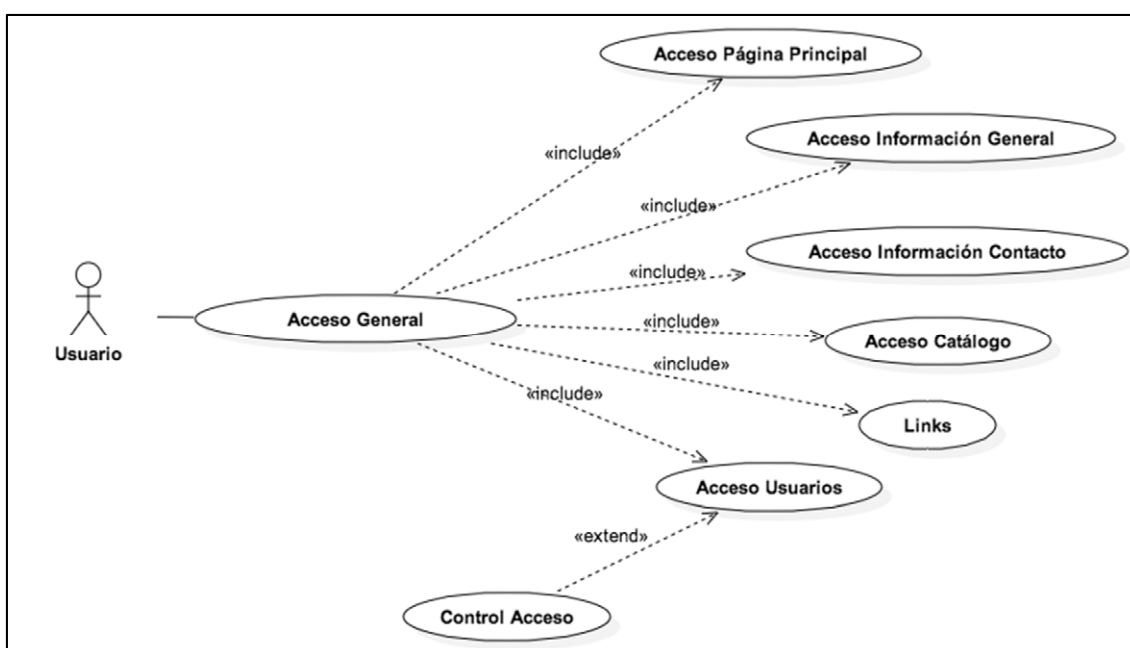 Acceso Página Principal
Acceso Información General
«include»
«include»
Acceso Información Contacto
«include»
Acceso General
«include»
Acceso Catálogo
Usuario
«include»
«include»
Links
Acceso Usuarios
«extend»
Control Acceso